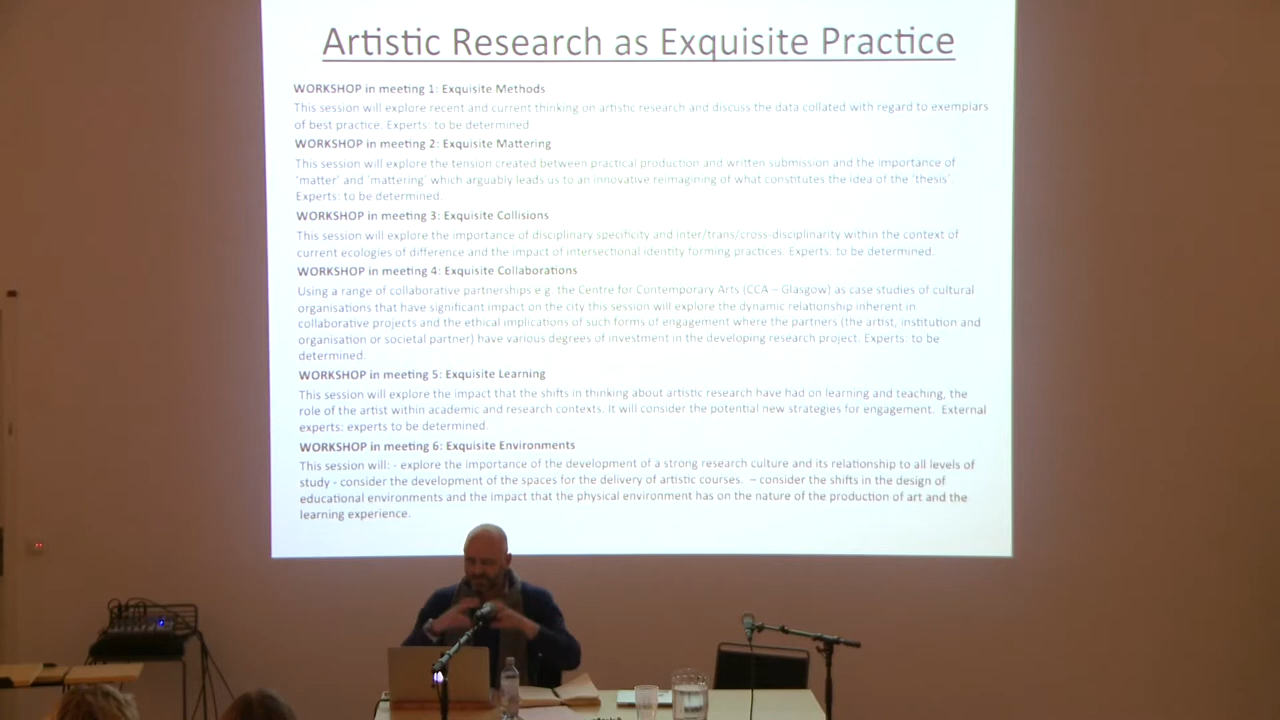 Artistic Research as Exquisite Practice
WORKSHOP in meeting 1: Exquisite Methods
This session will explore recent and current thinking on artistic research and discuss the data collated with regard to exemplars
of best practice. Experts: to be determined
WORKSHOP in meeting 2: Exquisite Mattering
This session will explore the tension created between practical production and written submission and the importance of
'matter' and 'mattering' which arguably leads us to an innovative reimagining of what constitutes the idea of the 'thesis'.
Experts: to be determined.
WORKSHOP in meeting 3: Exquisite Collisions
This session will explore the importance of disciplinary specificity and inter/trans/cross-disciplinarity within the context of
current ecologies of difference and the impact of intersectional identity forming practices. Experts: to be determined.
WORKSHOP in meeting 4: Exquisite Collaborations
Using a range of collaborative partnerships e.g. the Centre for Contemporary Arts (CCA – Glasgow) as case studies of cultural
organisations that have significant impact on the city this session will explore the dynamic relationship inherent in
collaborative projects and the ethical implications of such forms of engagement where the partners (the artist, institution and
organisation or societal partner) have various degrees of investment in the developing research project. Experts: to be
determined.
WORKSHOP in meeting 5: Exquisite Learning
This session will explore the impact that the shifts in thinking about artistic research have had on learning and teaching, the
role of the artist within academic and research contexts. It will consider the potential new strategies for engagement. External
experts: experts to be determined.
WORKSHOP in meeting 6: Exquisite Environments
This session will: - explore the importance of the development of a strong research culture and its relationship to all levels of
study - consider the development of the spaces for the delivery of artistic courses. – consider the shifts in the design of
educational environments and the impact that the physical environment has on the nature of the production of art and the
learning experience.